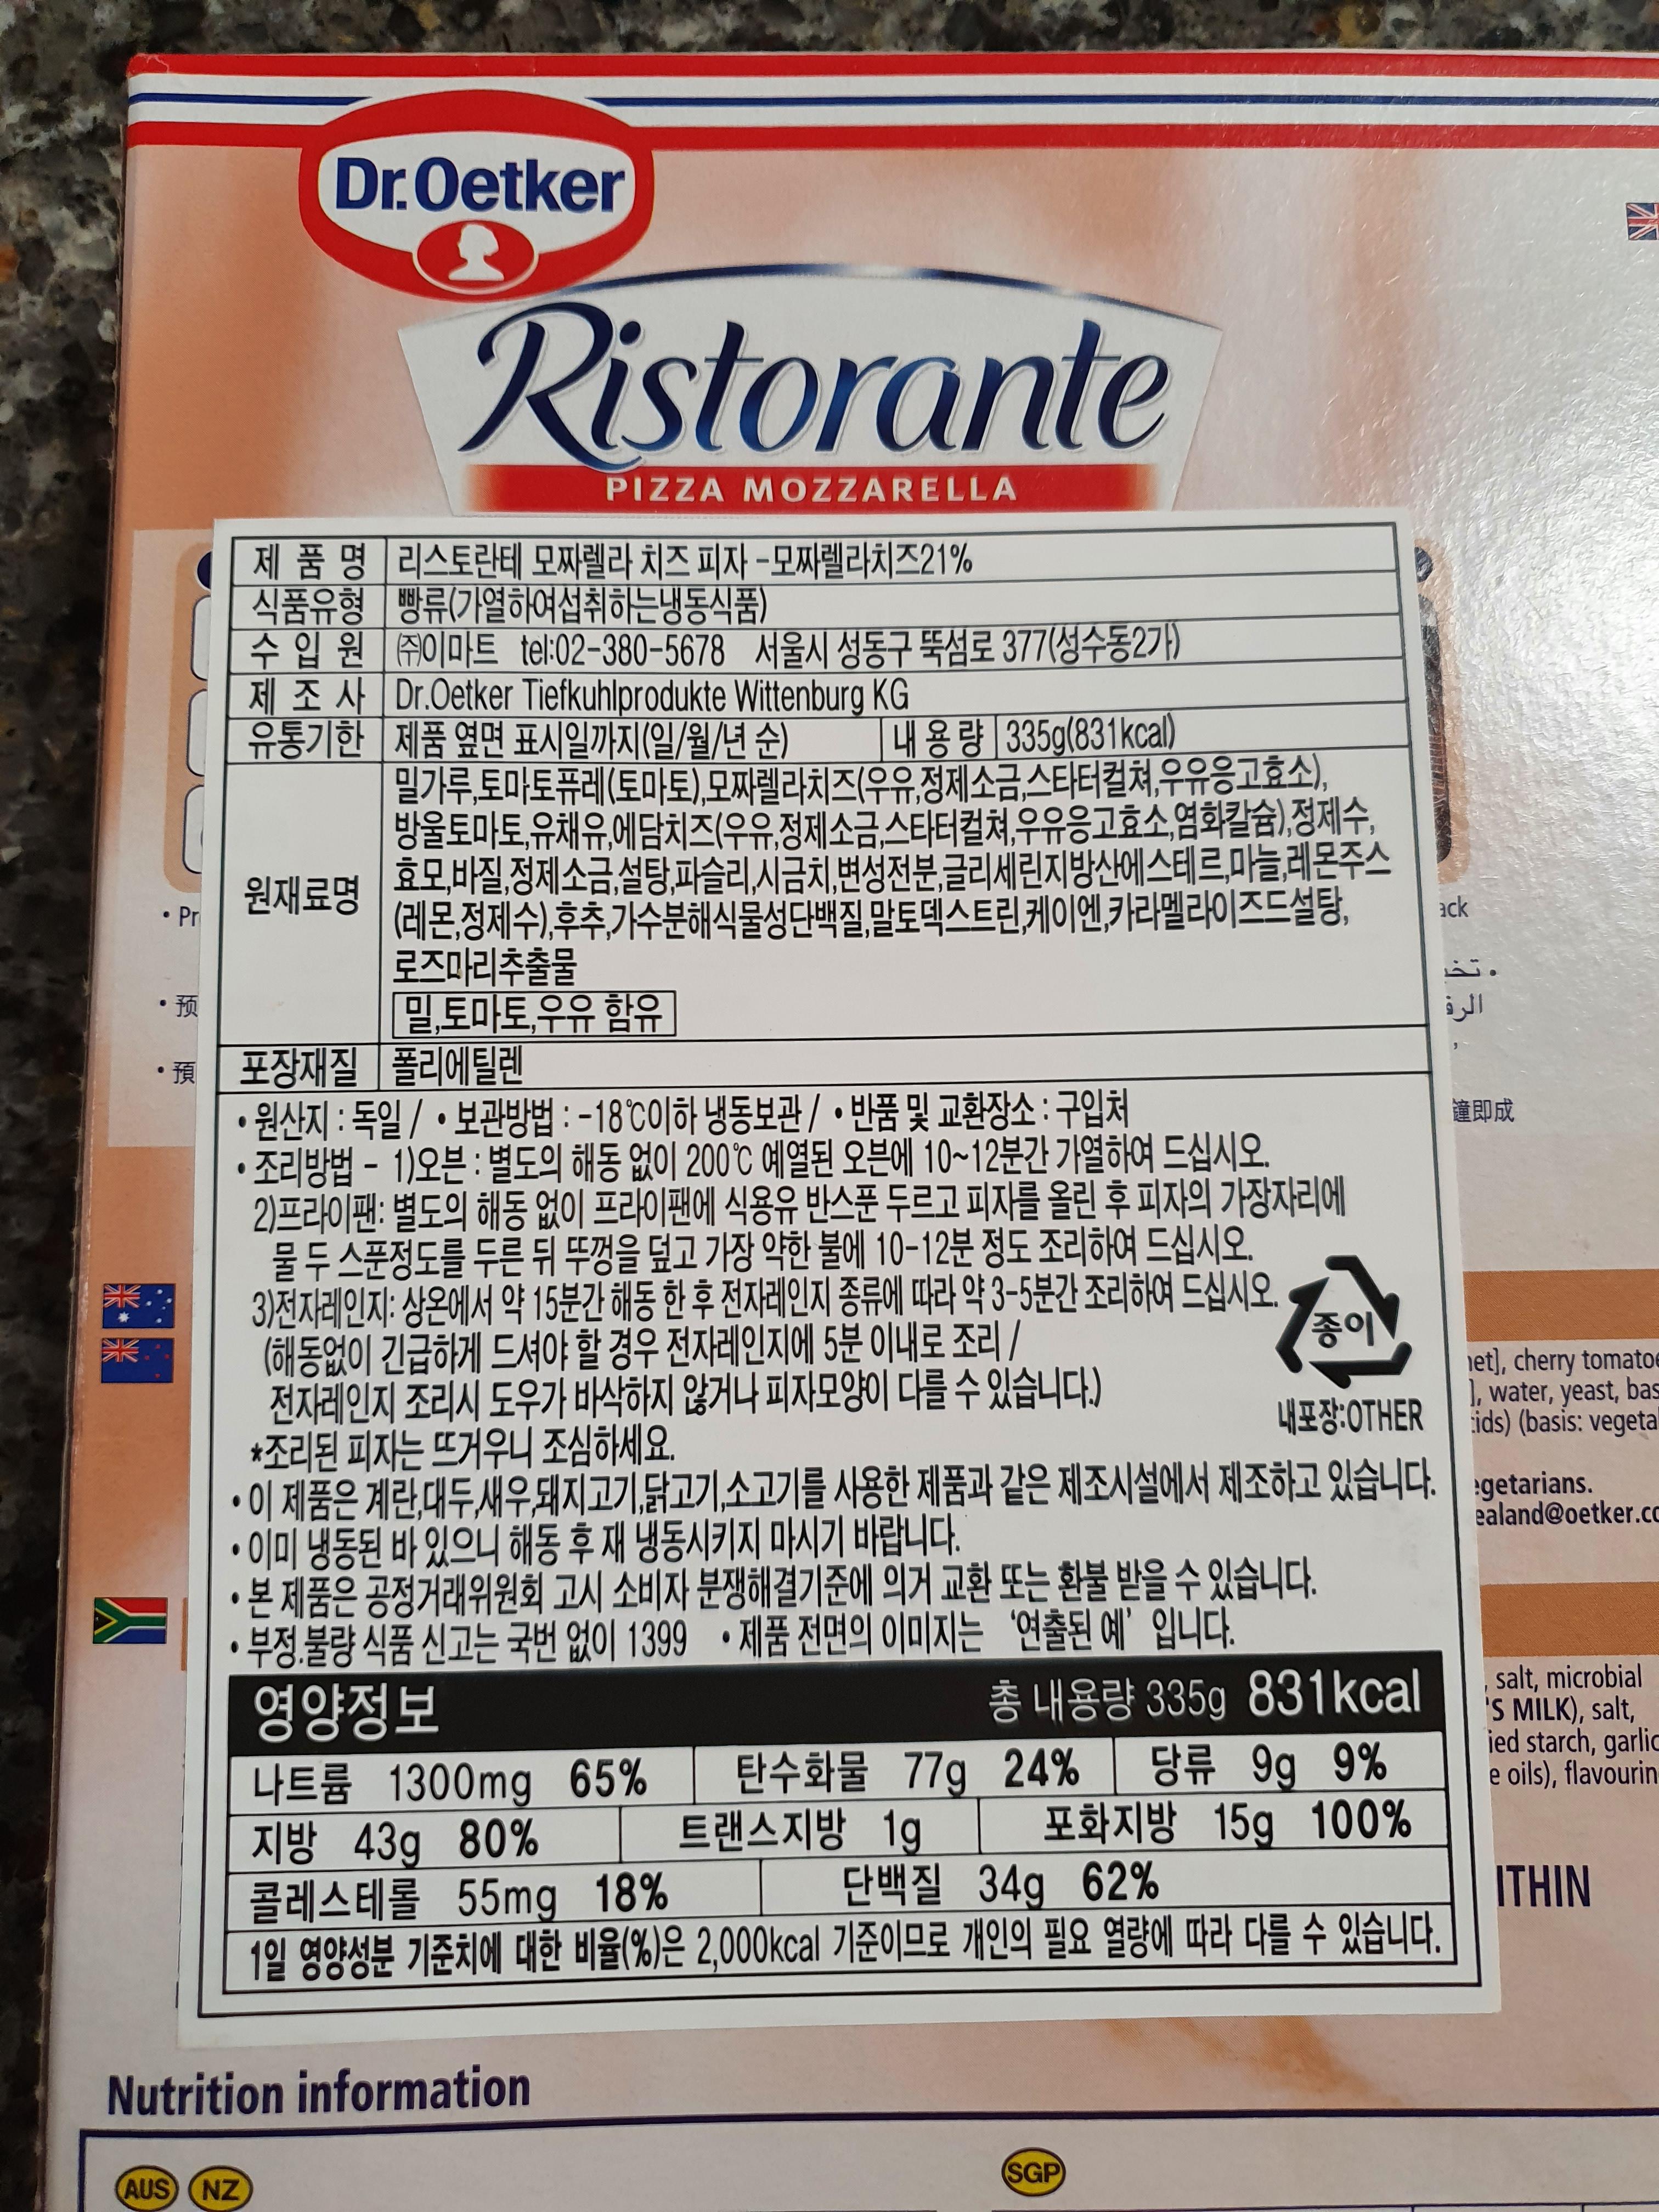 Dr.Oetker
Ristorante
PIZZA MOZZARELLA
제 품 명 리스토란테 모짜렐라 치즈 피자 -모짜렐라치즈21%
식품유형 빵류(가열하여섭취하는냉동식품)
수 입 원 ㈜이마트 tel:02-380-5678 서울시 성동구 뚝섬로 377(성수동2가)
제 조 사 Dr.Oetker Tiefkuhlprodukte Wittenburg KG
유통기한 제품 옆면 표시일까지(일/월/년 순) 내 용 량 335g(831kcal)
원재료명
밀가루,토마토퓨레(토마토),모짜렐라치즈(우유,정제소금,스타터컬쳐,우유응고효소),
방울토마토,유채유,에담치즈(우유,정제소금,스타터컬쳐,우유응고효소,염화칼슘),정제수,
효모,바질,정제소금,설탕,파슬리,시금치,변성전분,글리세린지방산에스테르,마늘,레몬주스
(레몬,정제수),후추,가수분해식물성단백질,말토덱스트린,케이엔,카라멜라이즈드설탕,
로즈마리추출물
밀,토마토,우유 함유
포장재질 폴리에틸렌
• 원산지 : 독일 / • 보관방법 : -18℃이하 냉동보관 / • 반품 및 교환장소 : 구입처
• 조리방법 - 1)오븐 : 별도의 해동 없이 200℃ 예열된 오븐에 10~12분간 가열하여 드십시오.
2)프라이팬: 별도의 해동 없이 프라이팬에 식용유 반스푼 두르고 피자를 올린 후 피자의 가장자리에
물 두 스푼정도를 두른 뒤 뚜껑을 덮고 가장 약한 불에 10-12분 정도 조리하여 드십시오.
3)전자레인지: 상온에서 약 15분간 해동 한 후 전자레인지 종류에 따라 약 3-5분간 조리하여 드십시오.
(해동없이 긴급하게 드셔야 할 경우 전자레인지에 5분 이내로 조리 /
전자레인지 조리시 도우가 바삭하지 않거나 피자모양이 다를 수 있습니다.)
*조리된 피자는 뜨거우니 조심하세요.
종이
내포장:OTHER
• 이 제품은 계란,대두,새우,돼지고기,닭고기,소고기를 사용한 제품과 같은 제조시설에서 제조하고 있습니다.
• 이미 냉동된 바 있으니 해동 후 재 냉동시키지 마시기 바랍니다.
• 본 제품은 공정거래위원회 고시 소비자 분쟁해결기준에 의거 교환 또는 환불 받을 수 있습니다.
• 부정.불량 식품 신고는 국번 없이 1399 • 제품 전면의 이미지는 '연출된 예' 입니다.
영양정보 총 내용량 335g 831kcal
나트륨 1300mg 65% 탄수화물 77g 24% 당류 9g 9%
지방 43g 80% 트랜스지방 1g 포화지방 15g 100%
콜레스테롤 55mg 18% 단백질 34g 62%
1일 영양성분 기준치에 대한 비율(%)은 2,000kcal 기준이므로 개인의 필요 열량에 따라 다를 수 있습니다.
• Pr
• 预
• 預
ack
تخ
الرق
鐘即成
net], cherry tomatoe
], water, yeast, bas
cids) (basis: vegeta
egetarians.
ealand@oetker.co
, salt, microbial
'S MILK), salt,
ied starch, garlic
e oils), flavourin
ITHIN
Nutrition information
AUS NZ SGP